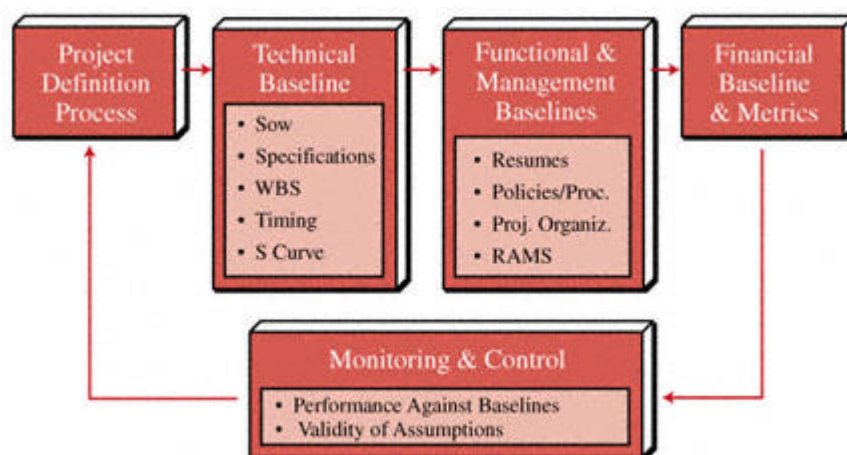 Project
Definition
Process
Technical
Baseline
• Sow
• Specifications
• WBS
• Timing
• S Curve
Functional &
Management
Baselines
• Resumes
• Policies/Proc.
• Proj. Organiz.
• RAMS
Financial
Baseline
& Metrics
Monitoring & Control
• Performance Against Baselines
• Validity of Assumptions